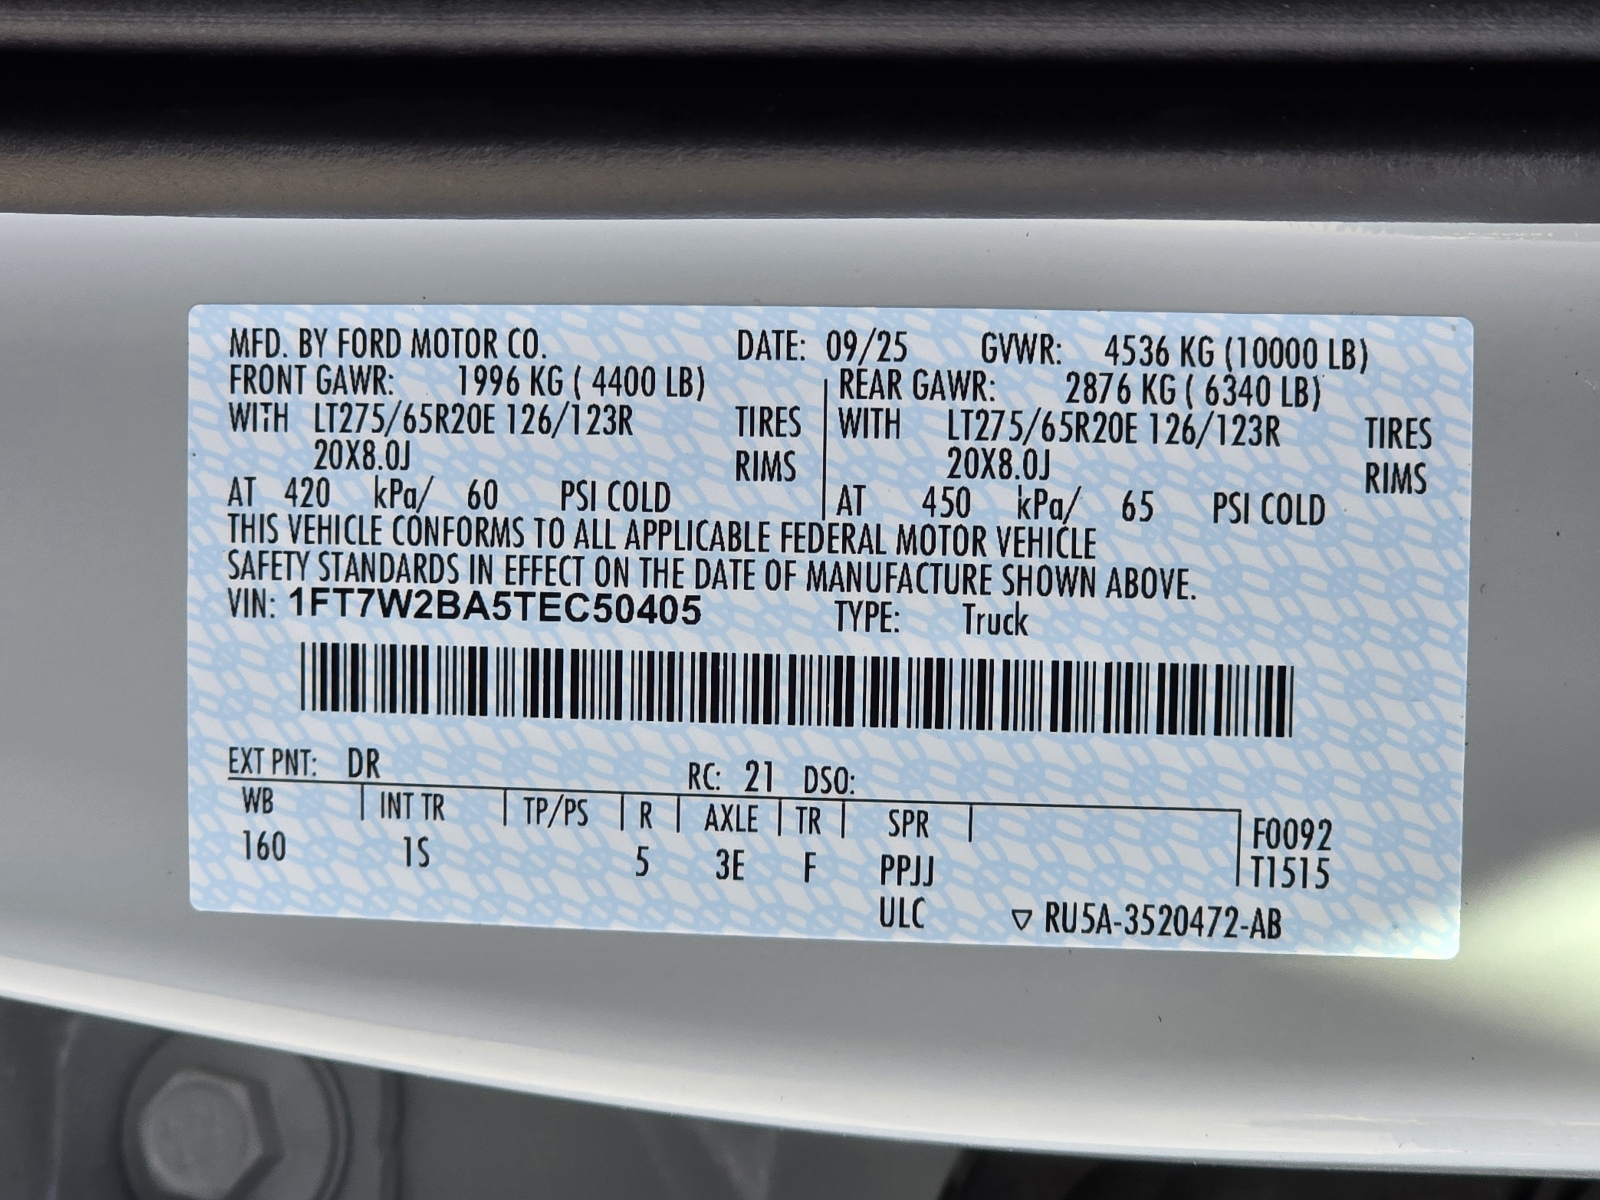 MFD. BY FORD MOTOR CO. DATE: 09/25 GVWR: 4536 KG (10000 LB)
FRONT GAWR: 1996 KG ( 4400 LB) REAR GAWR: 2876 KG ( 6340 LB)
WITH LT275/65R20E 126/123R TIRES WITH LT275/65R20E 126/123R TIRES
20X8.0J RIMS 20X8.0J RIMS
AT 420 kPa/ 60 PSI COLD AT 450 kPa/ 65 PSI COLD
THIS VEHICLE CONFORMS TO ALL APPLICABLE FEDERAL MOTOR VEHICLE
SAFETY STANDARDS IN EFFECT ON THE DATE OF MANUFACTURE SHOWN ABOVE.
VIN: 1FT7W2BA5TEC50405 TYPE: Truck
EXT PNT: DR RC: 21 DSO:
WB INT TR TP/PS R AXLE TR SPR F0092
160 1S 5 3E F PPJJ T1515
ULC ▽ RU5A-3520472-AB